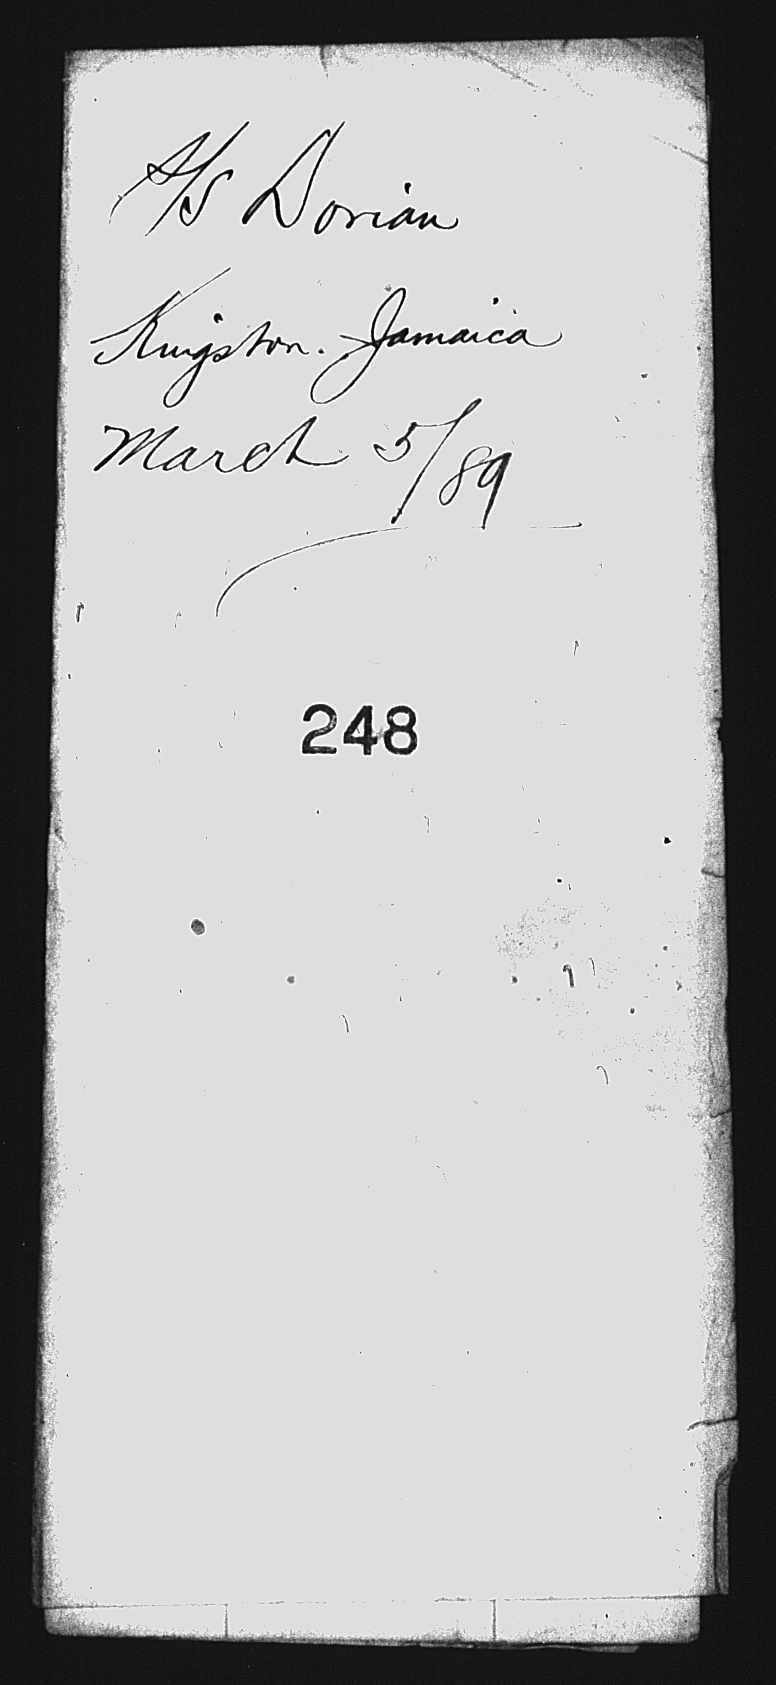 S/S Dorian
Kingston. Jamaica
March 5/89
248